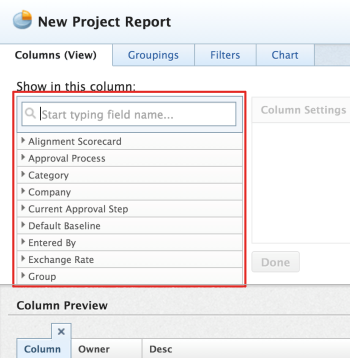 New Project Report
Columns (View) Groupings Filters Chart
Show in this column:
Start typing field name...
Column Settings
Alignment Scorecard
Approval Process
Category
Company
Current Approval Step
Default Baseline
Entered By
Exchange Rate
Group
Done
Column Preview
Column Owner Desc